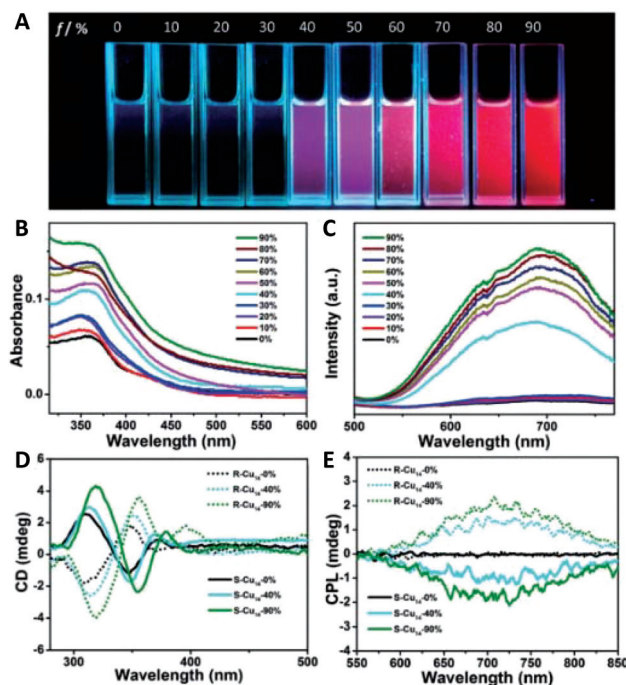 A
f / % 0 10 20 30 40 50 60 70 80 90
B
90%
80%
70%
60%
50%
40%
30%
20%
10%
0%
0.1
0.0
Absorbance
350 400 450 500 550 600
Wavelength (nm)
C
90%
80%
70%
60%
50%
40%
30%
20%
10%
0%
Intensity (a.u.)
500 600 700
Wavelength (nm)
D
R-Cu14-0%
R-Cu14-40%
R-Cu14-90%
S-Cu14-0%
S-Cu14-40%
S-Cu14-90%
6
4
2
0
-2
-4
-6
CD (mdeg)
300 400 500
Wavelength (nm)
E
R-Cu14-0%
R-Cu14-40%
R-Cu14-90%
S-Cu14-0%
S-Cu14-40%
S-Cu14-90%
4
3
2
1
0
-1
-2
-3
-4
CPL (mdeg)
550 600 650 700 750 800 850
Wavelength (nm)